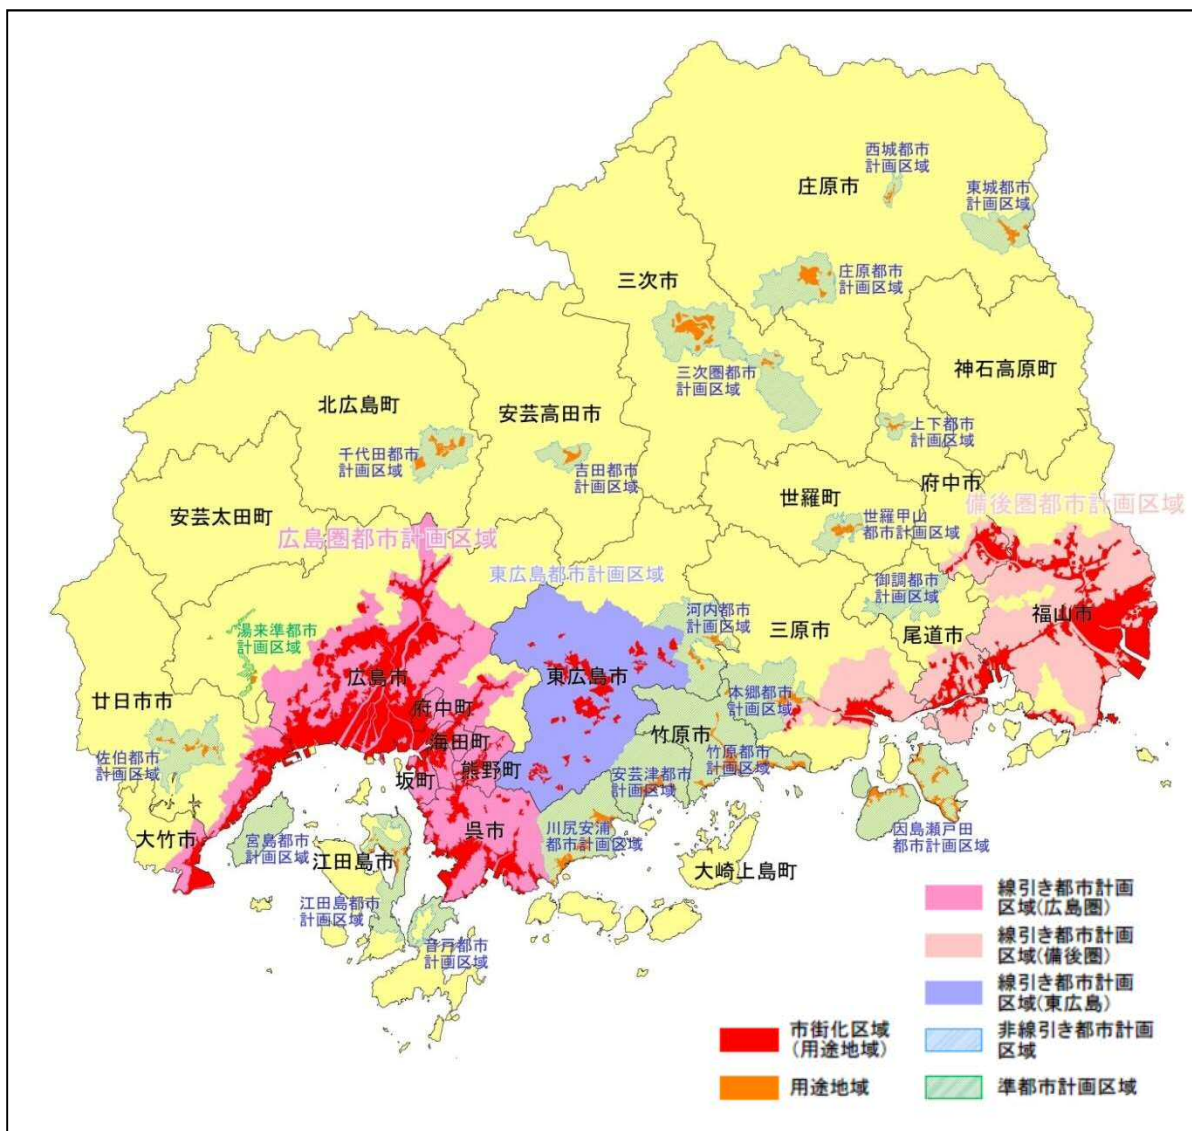 西城都市
計画区域
庄原市
東城都市
計画区域
庄原都市
計画区域
三次市
三次圏都市
計画区域
神石高原町
北広島町
安芸高田市
千代田都市
計画区域
吉田都市
計画区域
上下都市
計画区域
世羅町
府中市
備後圏都市計画区域
安芸太田町
世羅甲山
都市計画区域
広島圏都市計画区域
東広島都市計画区域
御調都市
計画区域
河内都市
計画区域
三原市
尾道市
福山市
湯来準都市
計画区域
広島市
東広島市
廿日市市
府中町
本郷都市
計画区域
海田町
竹原市
佐伯都市
計画区域
坂町
熊野町
安芸津都市
計画区域
竹原都市
計画区域
大竹市
宮島都市
計画区域
呉市
川尻安浦
都市計画区域
因島瀬戸田
都市計画区域
江田島市
大崎上島町
江田島都市
計画区域
音戸都市
計画区域
線引き都市計画
区域(広島圏)
線引き都市計画
区域(備後圏)
線引き都市計画
区域(東広島)
市街化区域
(用途地域)
非線引き都市計画
区域
用途地域
準都市計画区域